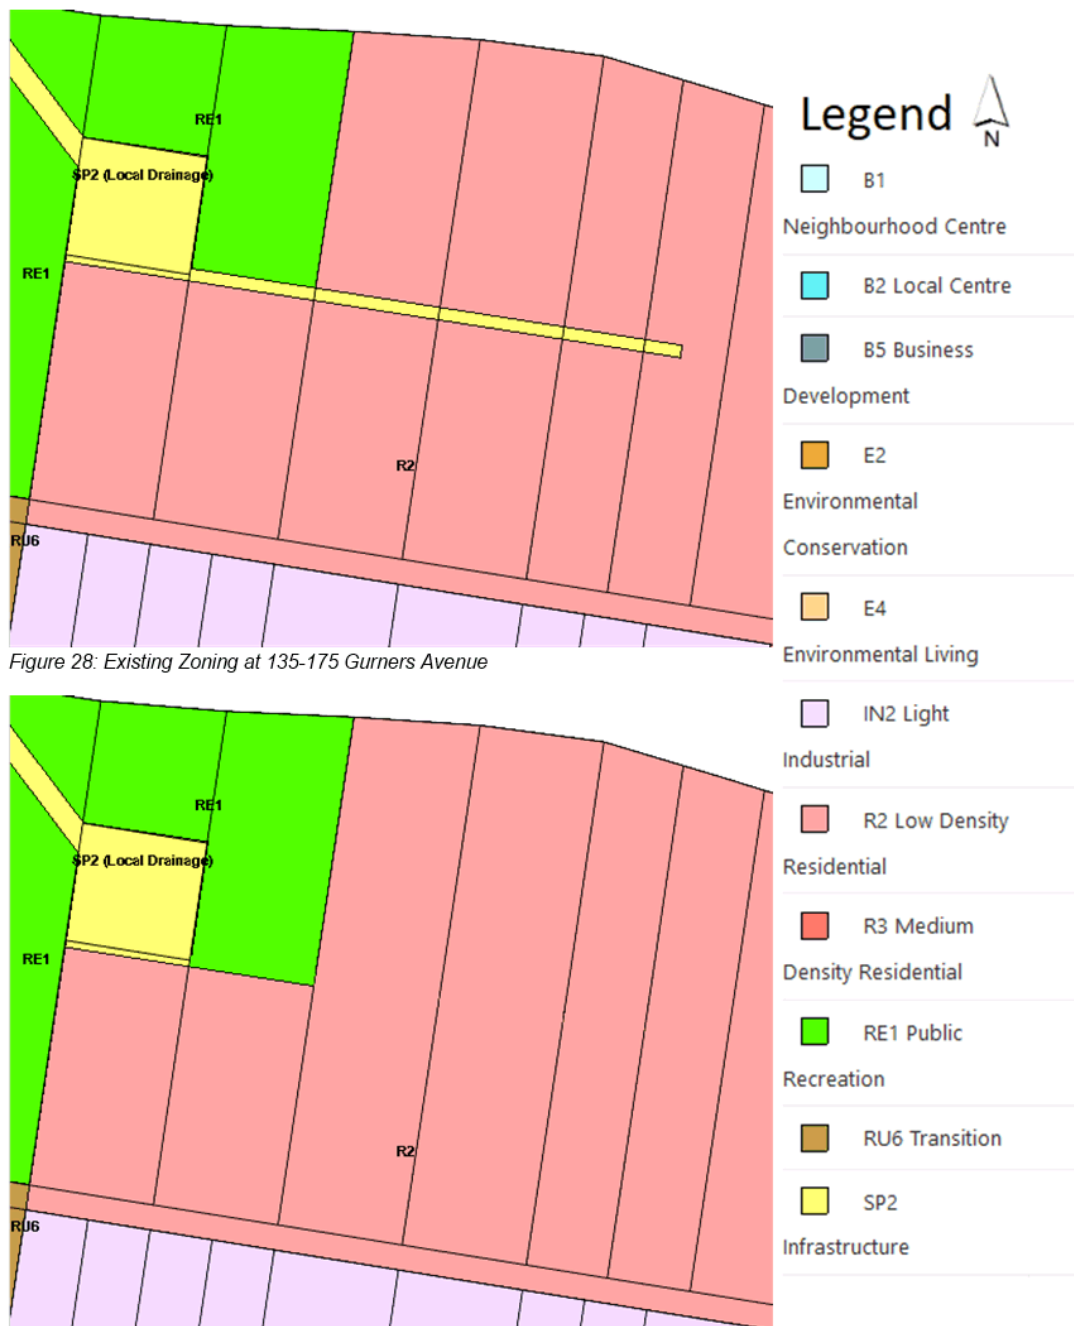 RE1
SP2 (Local Drainage)
RE1
R2
RU6
Figure 28: Existing Zoning at 135-175 Gurners Avenue
RE1
SP2 (Local Drainage)
RE1
R2
RU6
Legend
N
B1
Neighbourhood Centre
B2 Local Centre
B5 Business
Development
E2
Environmental
Conservation
E4
Environmental Living
IN2 Light
Industrial
R2 Low Density
Residential
R3 Medium
Density Residential
RE1 Public
Recreation
RU6 Transition
SP2
Infrastructure